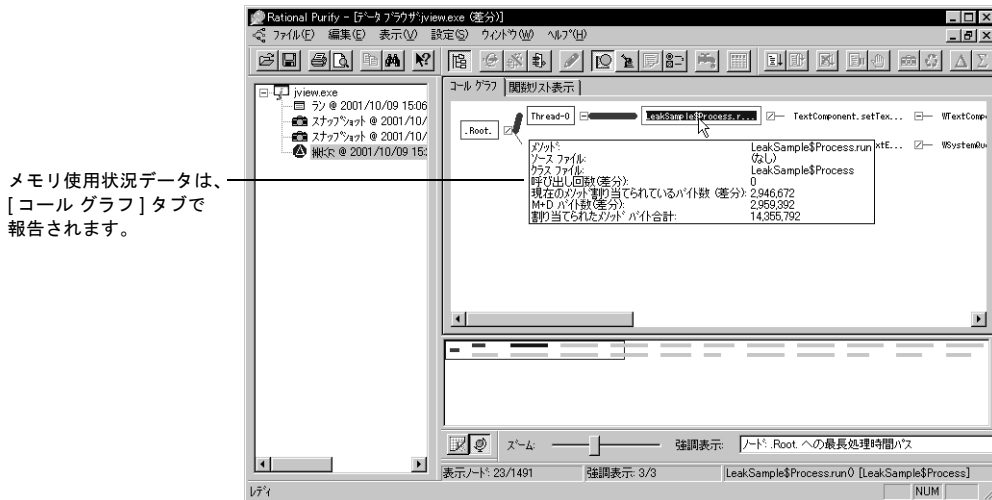 Rational Purify - [データ ブラウザ:jview.exe (差分)]
ファイル(F) 編集(E) 表示(V) 設定(S) ウィンドウ(W) ヘルプ(H)
jview.exe
ラン @ 2001/10/09 15:06
スナップショット @ 2001/10/
スナップショット @ 2001/10/
@ 2001/10/09 15:
コール グラフ
関数リスト表示
.Root.
Thread-0
LeakSample$Process.r...
TextComponent.setTex...
WTextComp
xtE...
WSystemQu
メソッド: LeakSample$Process.run
ソース ファイル: (なし)
クラス ファイル: LeakSample$Process
呼び出し回数(差分): 0
現在のメソッド割り当てられているバイト数 (差分): 2,946,672
M+D バイト数(差分): 2,959,392
割り当てられたメソッド バイト合計: 14,355,792
メモリ使用状況データは、
[コール グラフ] タブで
報告されます。
ズーム:
強調表示:
ノード: .Root. への最長処理時間パス
表示ノード: 23/1491
強調表示: 3/3
LeakSample$Process.run() [LeakSample$Process]
レディ
NUM